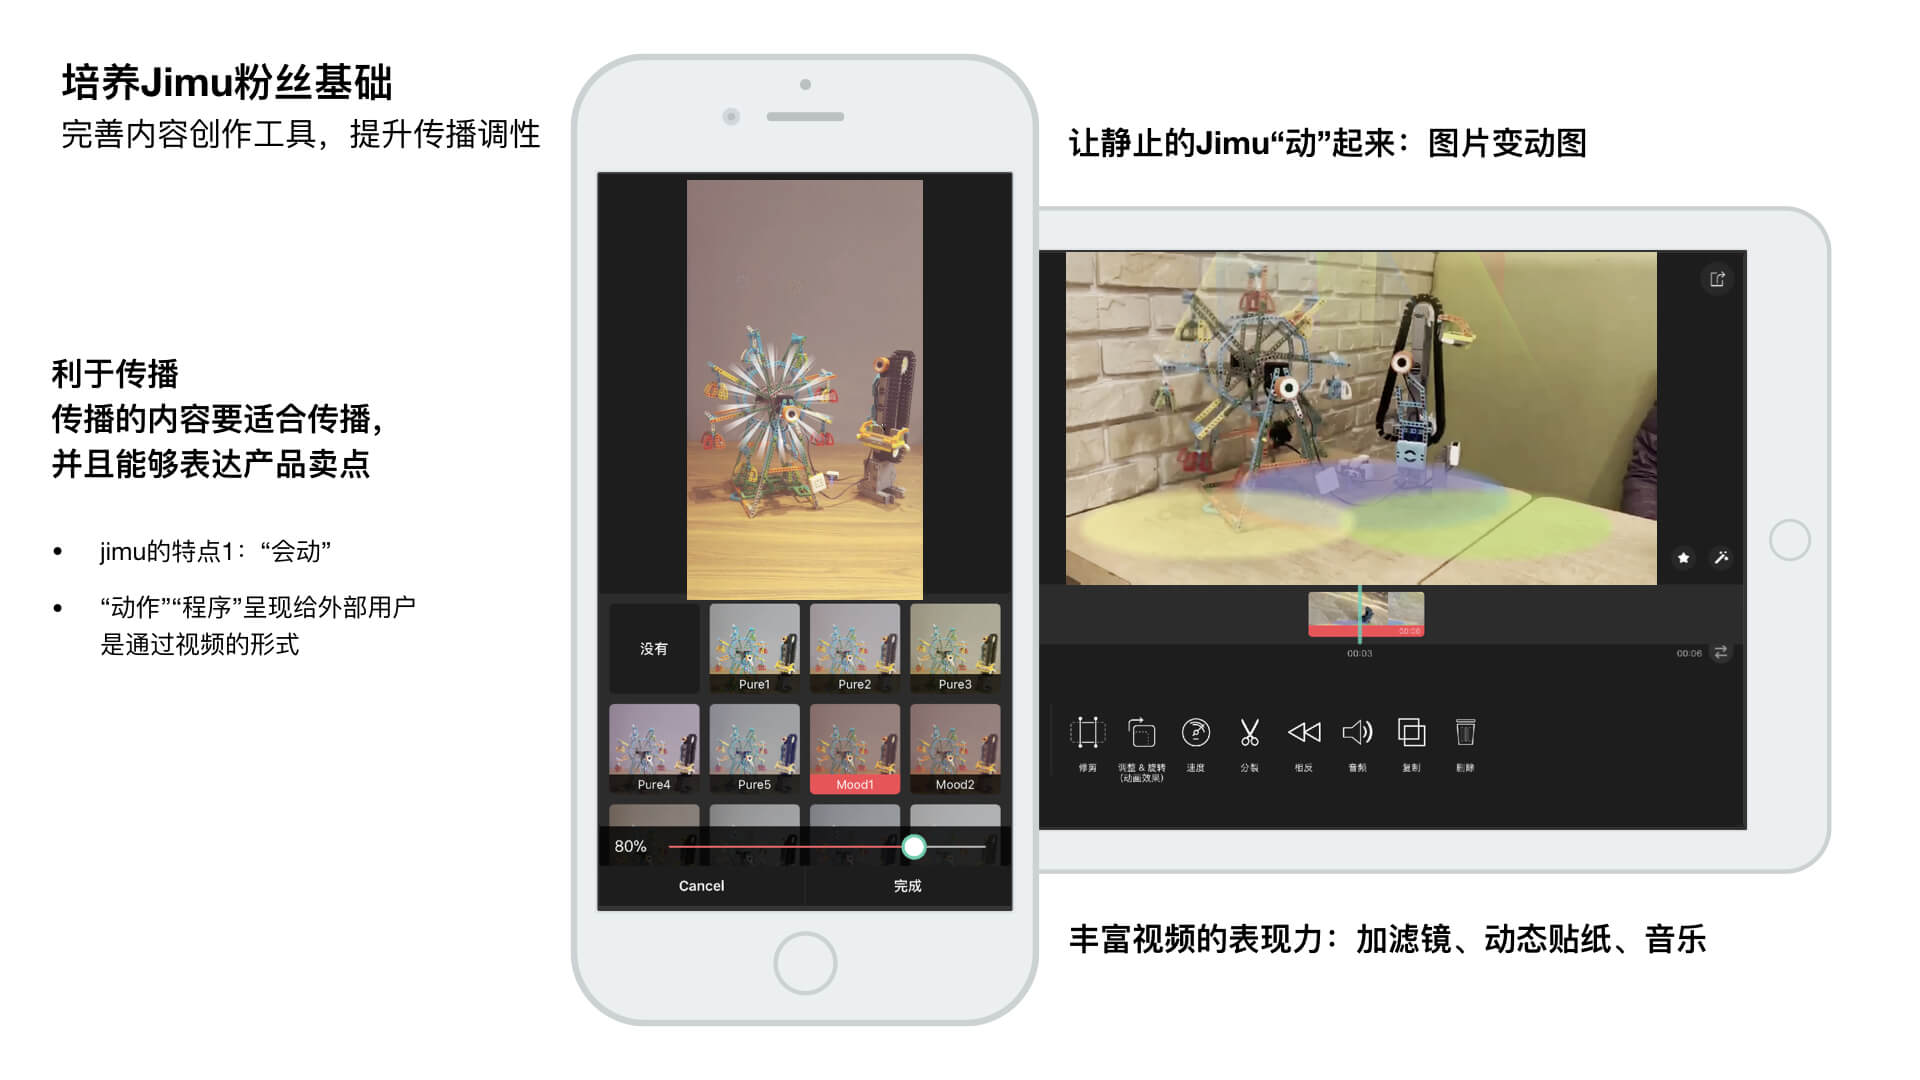 培养Jimu粉丝基础
完善内容创作工具，提升传播调性
利于传播
传播的内容要适合传播，
并且能够表达产品卖点
• jimu的特点1：“会动”
• “动作”“程序”呈现给外部用户
是通过视频的形式
没有
Pure1
Pure2
Pure3
Pure4
Pure5
Mood1
Mood2
80%
Cancel
完成
让静止的Jimu“动”起来：图片变动图
00:06
00:03
00:06
修剪
调整 & 旋转
(动画效果)
速度
分裂
相反
音频
复制
删除
丰富视频的表现力：加滤镜、动态贴纸、音乐